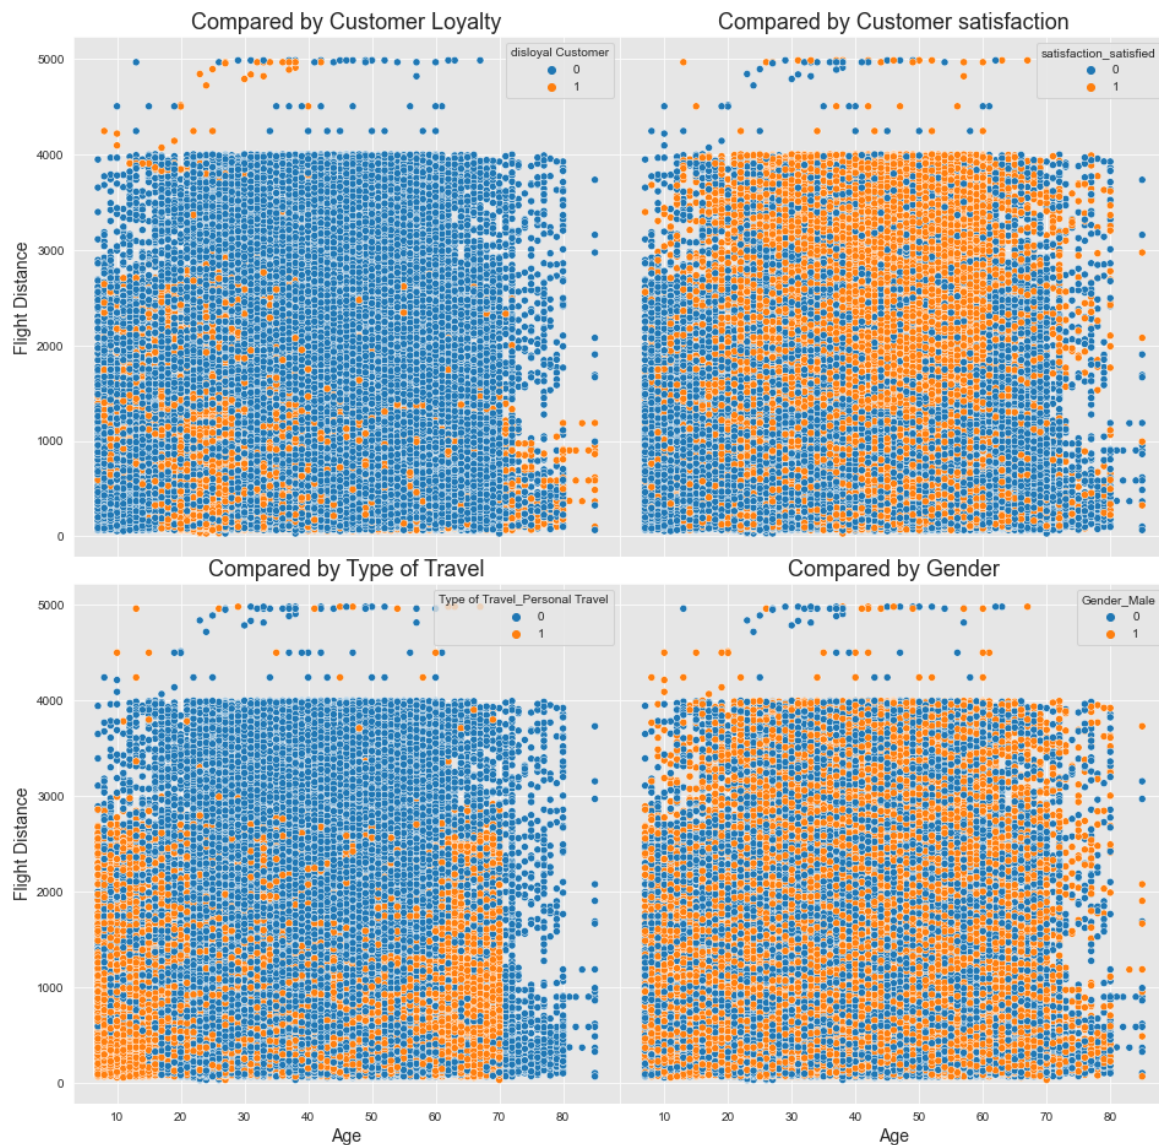 Compared by Customer Loyalty
Compared by Customer satisfaction
disloyal Customer
0
1
satisfaction_satisfied
0
1
5000
4000
3000
2000
1000
0
Flight Distance
Compared by Type of Travel
Compared by Gender
Type of Travel_Personal Travel
0
1
Gender_Male
0
1
5000
4000
3000
2000
1000
0
Flight Distance
10 20 30 40 50 60 70 80
10 20 30 40 50 60 70 80
Age
Age